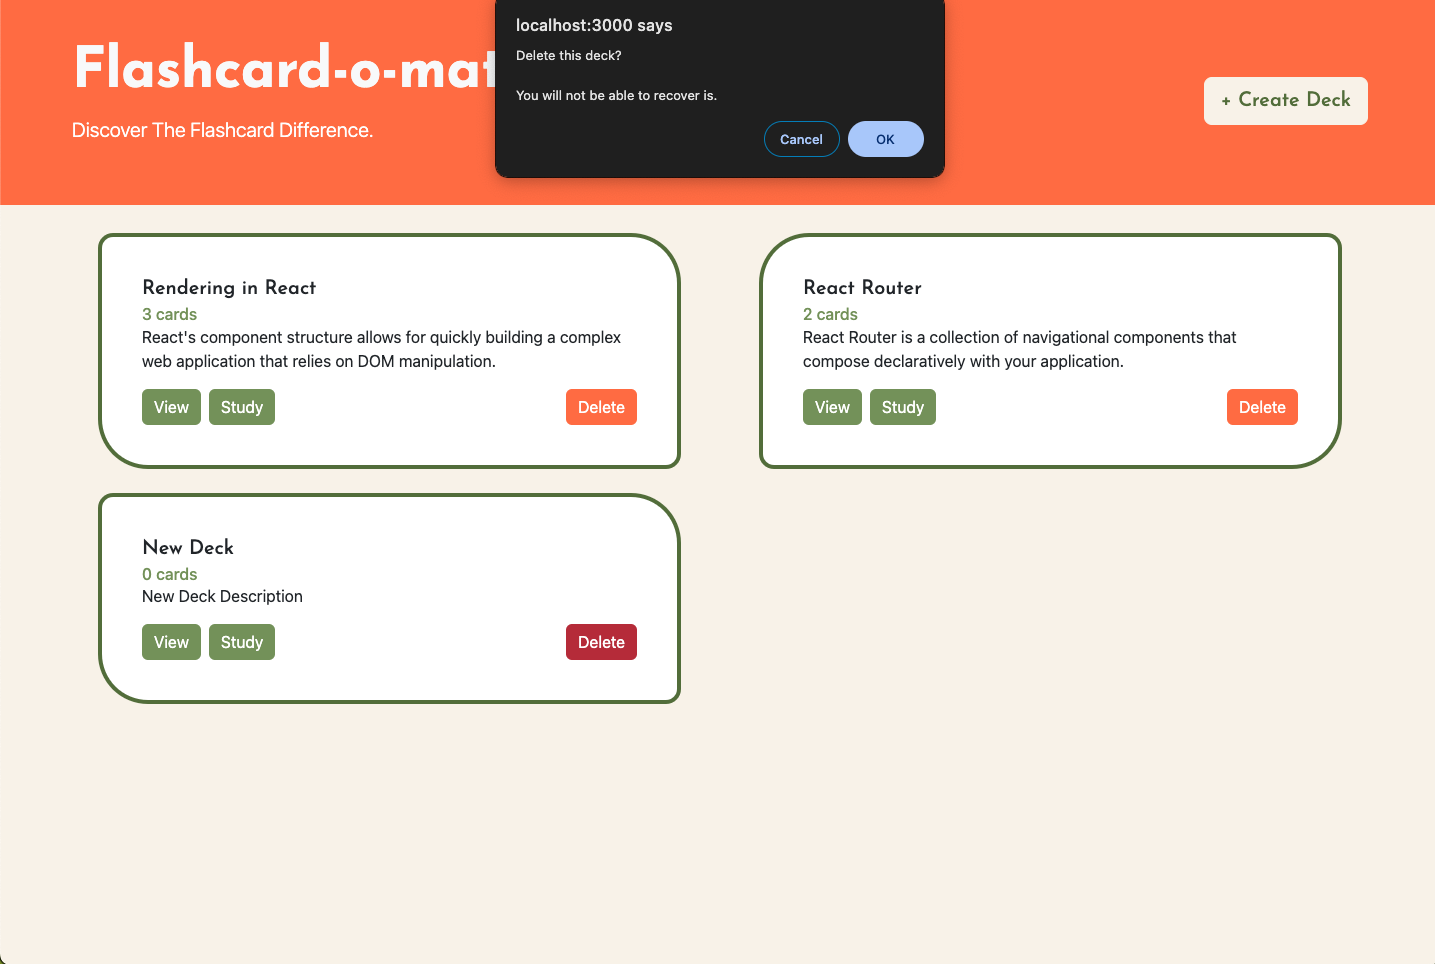 localhost:3000 says
Delete this deck?
You will not be able to recover is.
Cancel
OK
Flashcard-o-mat
Discover The Flashcard Difference.
+ Create Deck
Rendering in React
3 cards
React's component structure allows for quickly building a complex
web application that relies on DOM manipulation.
View
Study
Delete
React Router
2 cards
React Router is a collection of navigational components that
compose declaratively with your application.
View
Study
Delete
New Deck
0 cards
New Deck Description
View
Study
Delete